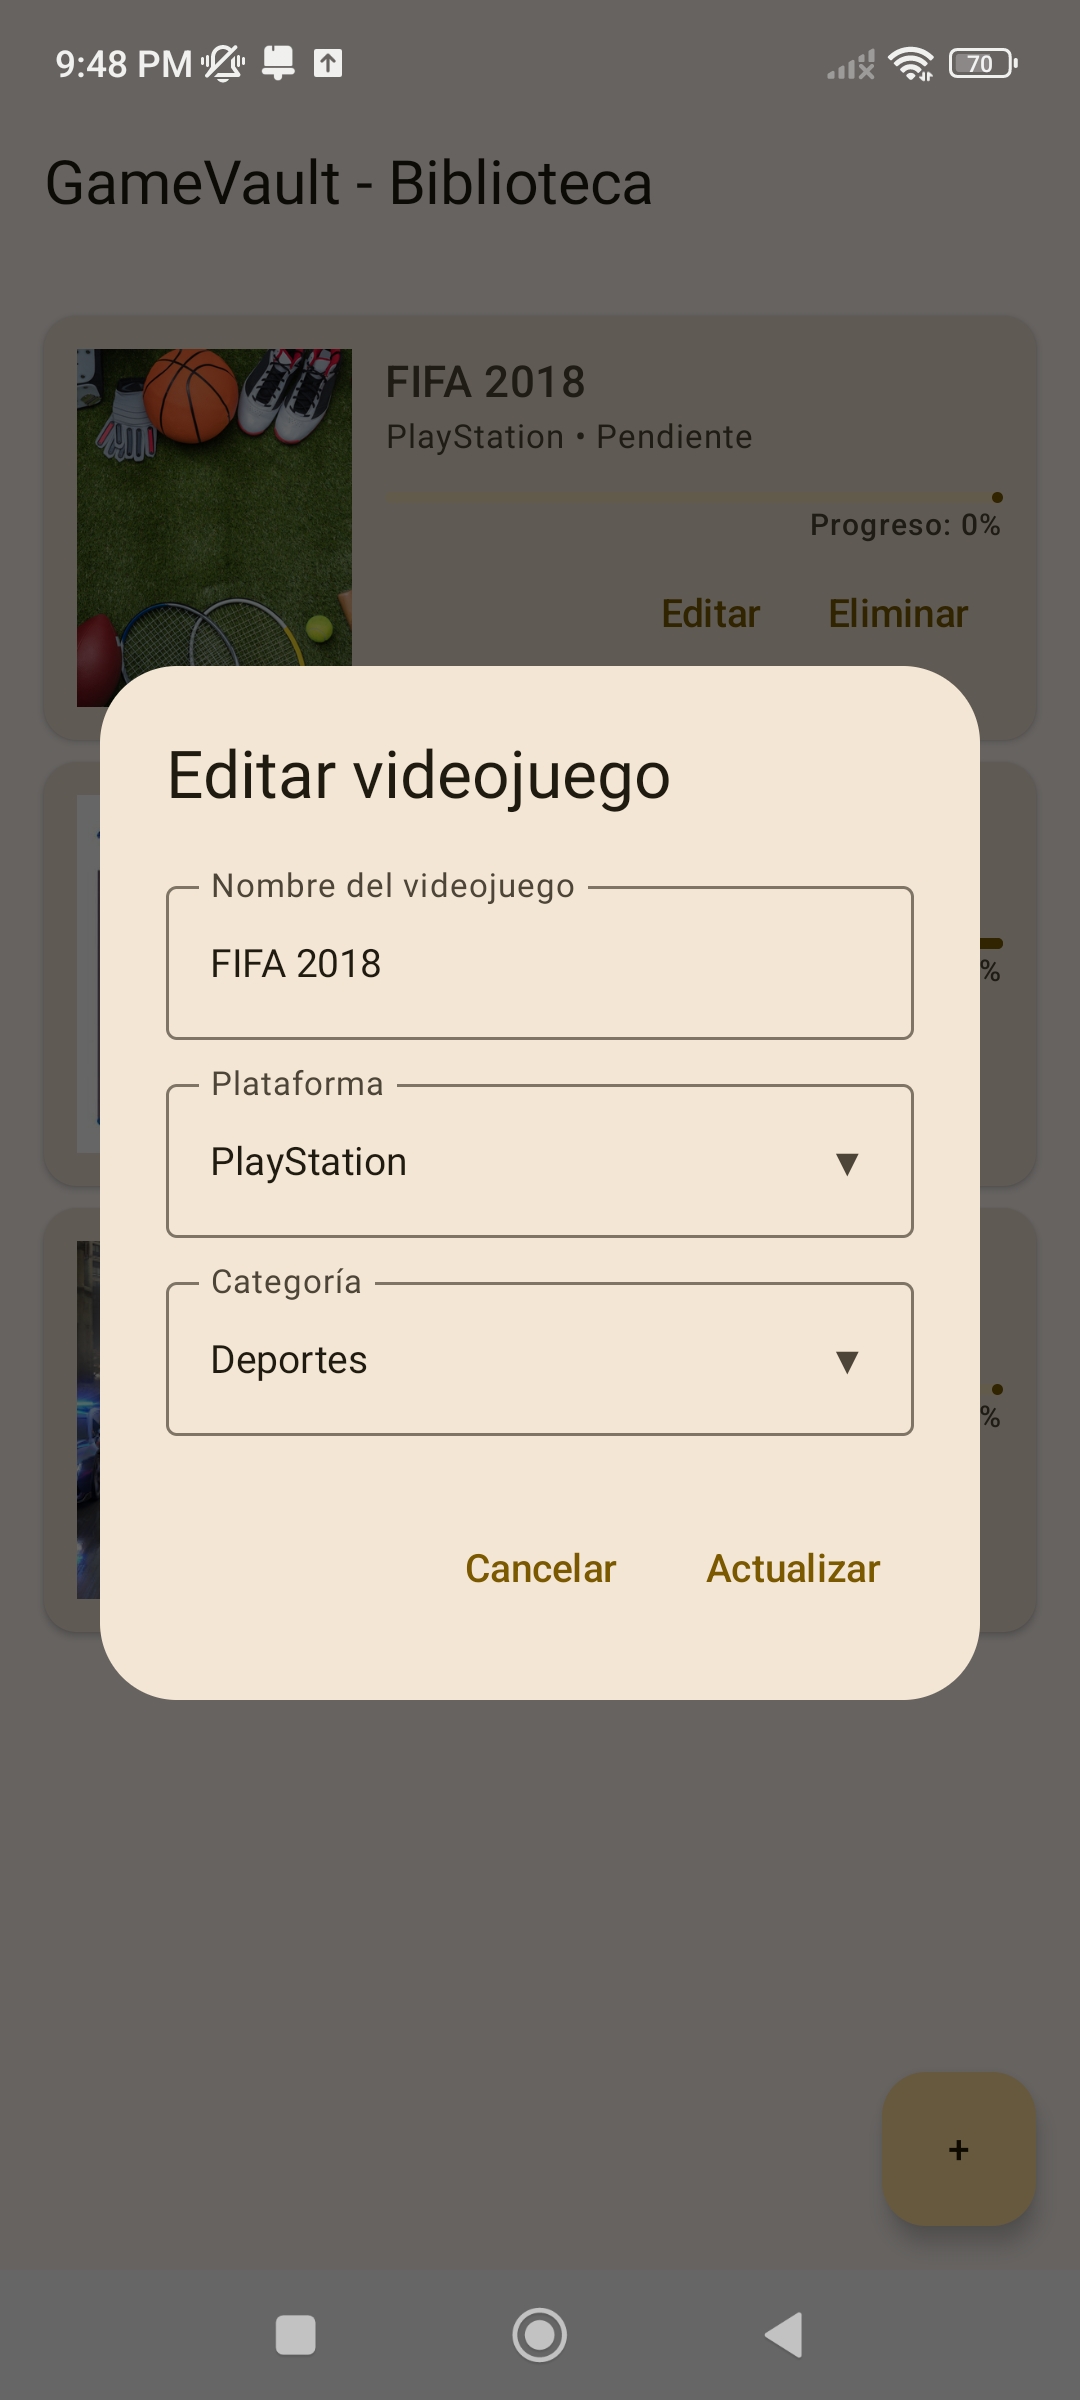 9:48 PM
70
GameVault - Biblioteca
FIFA 2018
PlayStation • Pendiente
Progreso: 0%
Editar Eliminar
Editar videojuego
Nombre del videojuego
FIFA 2018
%
Plataforma
PlayStation ▼
Categoría
Deportes ▼
%
Cancelar Actualizar
+